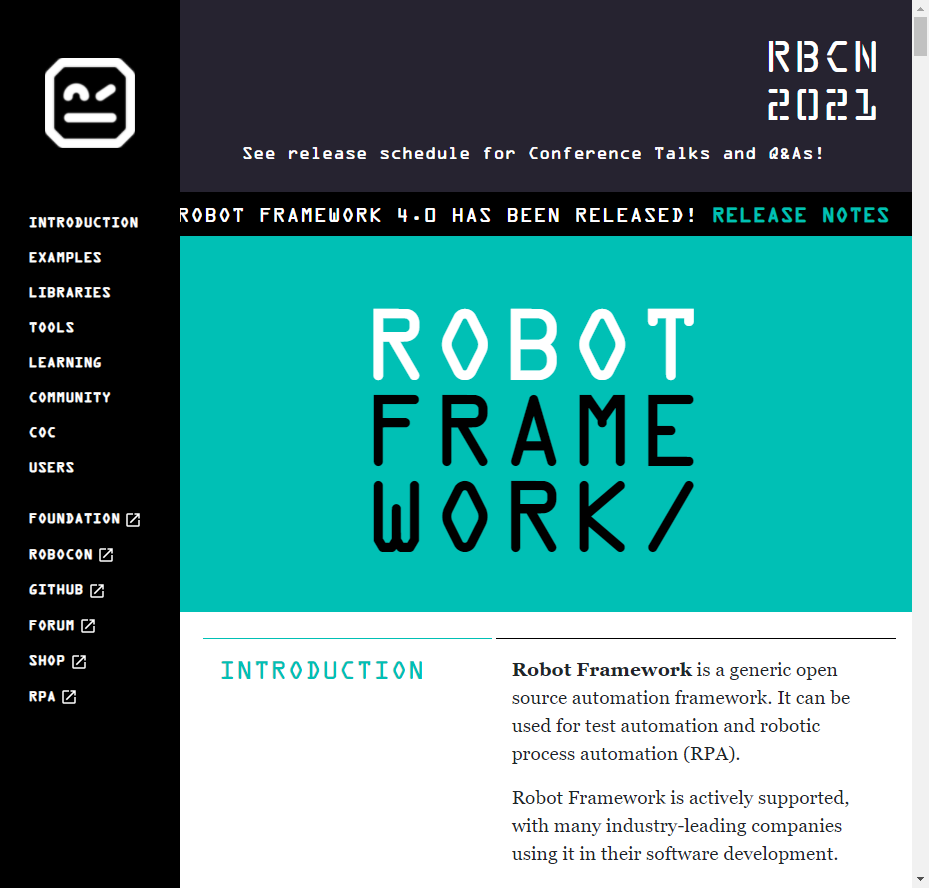 INTRODUCTION
EXAMPLES
LIBRARIES
TOOLS
LEARNING
COMMUNITY
COC
USERS
FOUNDATION
ROBOCON
GITHUB
FORUM
SHOP
RPA
RBCN
2021
See release schedule for Conference Talks and Q&As!
ROBOT FRAMEWORK 4.0 HAS BEEN RELEASED! RELEASE NOTES
ROBOT
FRAME
WORK/
INTRODUCTION
Robot Framework is a generic open
source automation framework. It can be
used for test automation and robotic
process automation (RPA).
Robot Framework is actively supported,
with many industry-leading companies
using it in their software development.